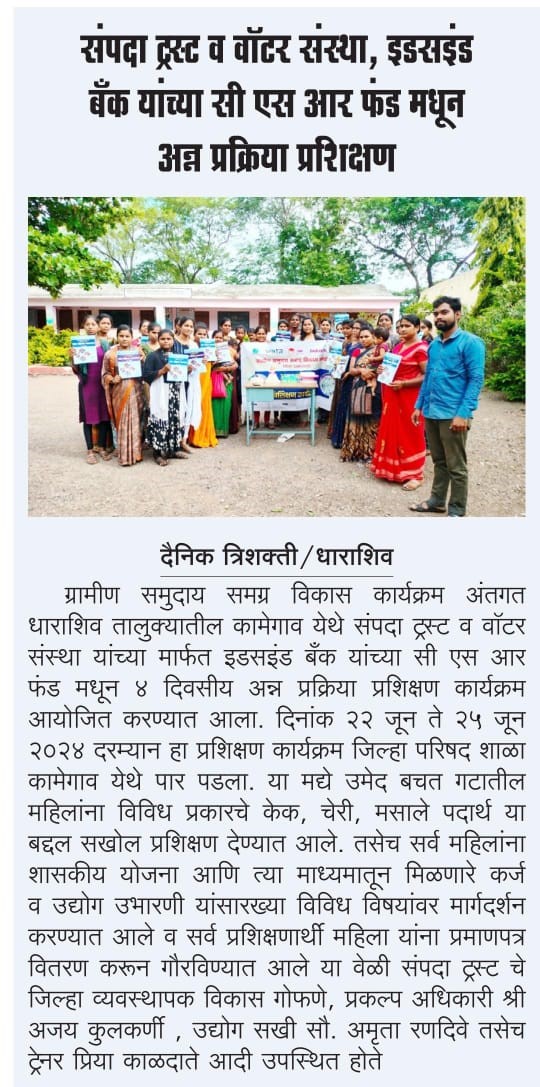 संपदा ट्रस्ट व वॉटर संस्था, इडसइंड
बँक यांच्या सी एस आर फंड मधून
अन्न प्रक्रिया प्रशिक्षण
दैनिक त्रिशक्ती/धाराशिव
ग्रामीण समुदाय समग्र विकास कार्यक्रम अंतगत
धाराशिव तालुक्यातील कामेगाव येथे संपदा ट्रस्ट व वॉटर
संस्था यांच्या मार्फत इडसइंड बँक यांच्या सी एस आर
फंड मधून ४ दिवसीय अन्न प्रक्रिया प्रशिक्षण कार्यक्रम
आयोजित करण्यात आला. दिनांक २२ जून ते २५ जून
२०२४ दरम्यान हा प्रशिक्षण कार्यक्रम जिल्हा परिषद शाळा
कामेगाव येथे पार पडला. या मद्ये उमेद बचत गटातील
महिलांना विविध प्रकारचे केक, चेरी, मसाले पदार्थ या
बद्दल सखोल प्रशिक्षण देण्यात आले. तसेच सर्व महिलांना
शासकीय योजना आणि त्या माध्यमातून मिळणारे कर्ज
व उद्योग उभारणी यांसारख्या विविध विषयांवर मार्गदर्शन
करण्यात आले व सर्व प्रशिक्षणार्थी महिला यांना प्रमाणपत्र
वितरण करून गौरविण्यात आले या वेळी संपदा ट्रस्ट चे
जिल्हा व्यवस्थापक विकास गोफणे, प्रकल्प अधिकारी श्री
अजय कुलकर्णी , उद्योग सखी सौ. अमृता रणदिवे तसेच
ट्रेनर प्रिया काळदाते आदी उपस्थित होते